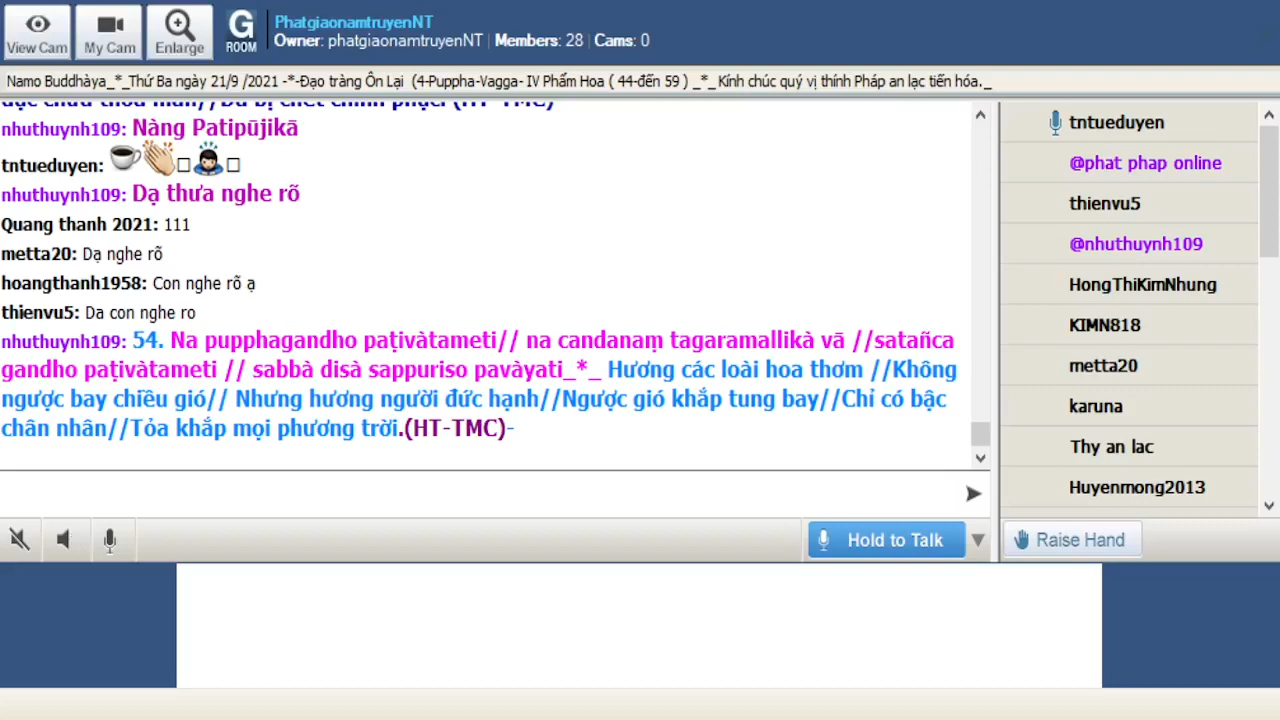 View Cam
My Cam
Enlarge
G
ROOM
PhatgiaonamtruyenNT
Owner: phatgiaonamtruyenNT | Members: 28 | Cams: 0
Namo Buddhàya_*_Thứ Ba ngày 21/9 /2021 -*-Đạo tràng Ôn Lại (4-Puppha-Vagga- IV Phẩm Hoa ( 44-đến 59 ) _*_Kính chúc quý vị thính Pháp an lạc tiến hóa._
nhuthuynh109: Nàng Patipūjikā
tntueduyen:
nhuthuynh109: Dạ thưa nghe rõ
Quang thanh 2021: 111
metta20: Dạ nghe rõ
hoangthanh1958: Con nghe rõ ạ
thienvu5: Da con nghe ro
nhuthuynh109: 54. Na pupphagandho paṭivàtameti// na candanaṃ tagaramallikà vā //satañca
gandho paṭivàtameti // sabbà disà sappuriso pavàyati_*_ Hương các loài hoa thơm //Không
ngược bay chiều gió// Nhưng hương người đức hạnh//Ngược gió khắp tung bay//Chỉ có bậc
chân nhân//Tỏa khắp mọi phương trời.(HT-TMC)-
tntueduyen
@phat phap online
thienvu5
@nhuthuynh109
HongThiKimNhung
KIMN818
metta20
karuna
Thy an lac
Huyenmong2013
Hold to Talk
Raise Hand